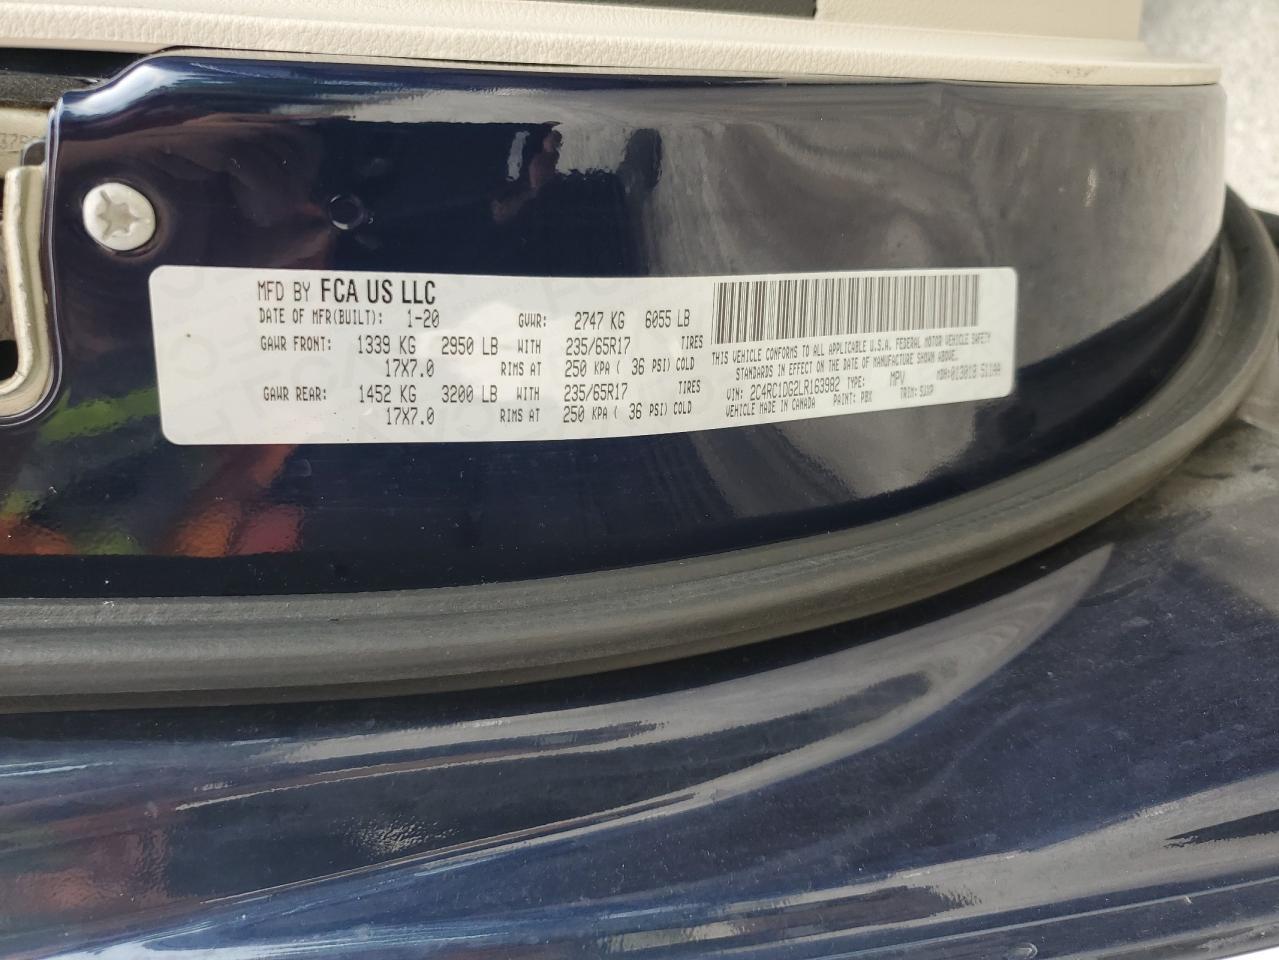 MFD BY FCA US LLC
DATE OF MFR(BUILT): 1-20 GVWR: 2747 KG 6055 LB
GAWR FRONT: 1339 KG 2950 LB WITH 235/65R17 TIRES
17X7.0 RIMS AT 250 KPA ( 36 PSI) COLD
GAWR REAR: 1452 KG 3200 LB WITH 235/65R17 TIRES
17X7.0 RIMS AT 250 KPA ( 36 PSI) COLD
THIS VEHICLE CONFORMS TO ALL APPLICABLE U.S.A. FEDERAL MOTOR VEHICLE SAFETY
STANDARDS IN EFFECT ON THE DATE OF MANUFACTURE SHOWN ABOVE.
VIN: 2C4RC1DG2LR163982 TYPE: MPV MDH:013018
VEHICLE MADE IN CANADA PAINT: PBX TRIM: